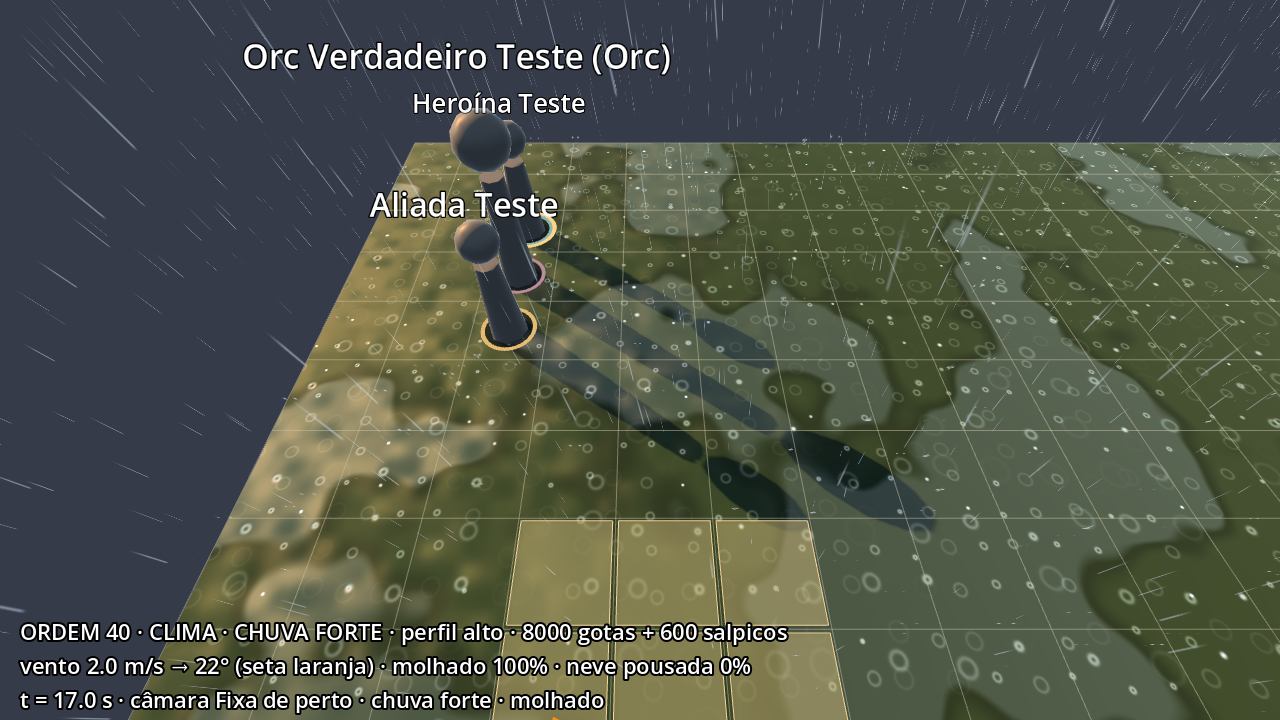 Orc Verdadeiro Teste (Orc)
Heroína Teste
Aliada Teste
ORDEM 40 · CLIMA · CHUVA FORTE · perfil alto · 8000 gotas + 600 salpicos
vento 2.0 m/s → 22° (seta laranja) · molhado 100% · neve pousada 0%
t = 17.0 s · câmara Fixa de perto · chuva forte · molhado